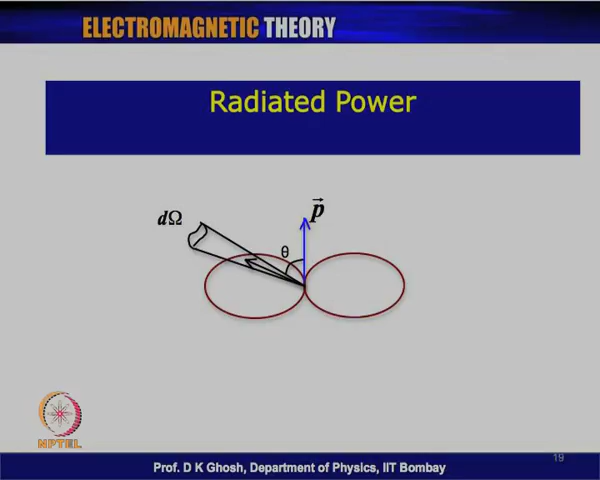 ELECTROMAGNETIC THEORY
Radiated Power
dΩ
p⃗
θ
NPTEL
19
Prof. D K Ghosh, Department of Physics, IIT Bombay